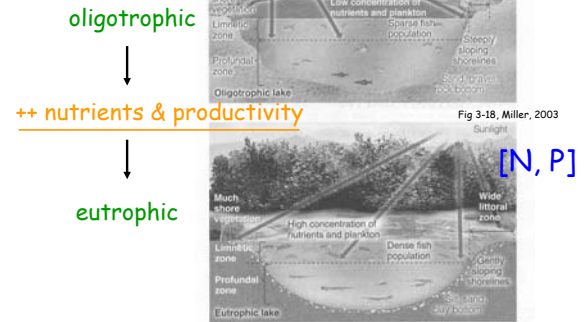 oligotrophic
vegetation
Low concentration of
nutrients and plankton
Limnetic
zone
Sparse fish
population
Steeply
sloping
shorelines
Profundal
zone
Sand, gravel,
rock bottom
Oligotrophic lake
++ nutrients & productivity
Fig 3-18, Miller, 2003
Sunlight
[N, P]
Much
shore
vegetation
Wide
littoral
zone
eutrophic
High concentration of
nutrients and plankton
Limnetic
zone
Dense fish
population
Gently
sloping
shorelines
Profundal
zone
Silt, sand,
clay bottom
Eutrophic lake